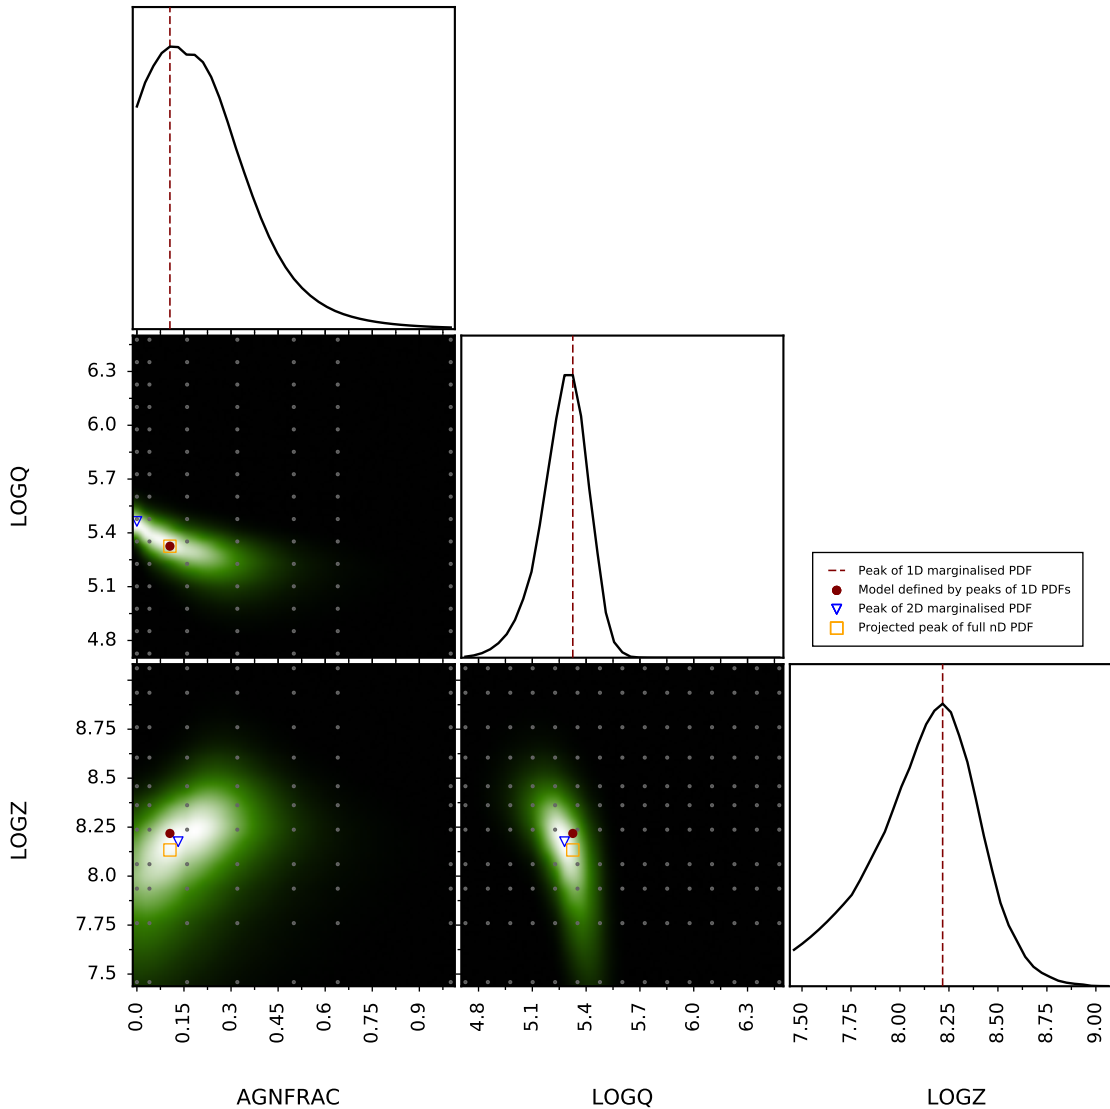 LOGQ
6.3
6.0
5.7
5.4
5.1
4.8
Peak of 1D marginalised PDF
Model defined by peaks of 1D PDFs
Peak of 2D marginalised PDF
Projected peak of full nD PDF
LOGZ
8.75
8.5
8.25
8.0
7.75
7.5
0.0 0.15 0.3 0.45 0.6 0.75 0.9
4.8 5.1 5.4 5.7 6.0 6.3
7.50 7.75 8.00 8.25 8.50 8.75 9.00
AGNFRAC LOGQ LOGZ